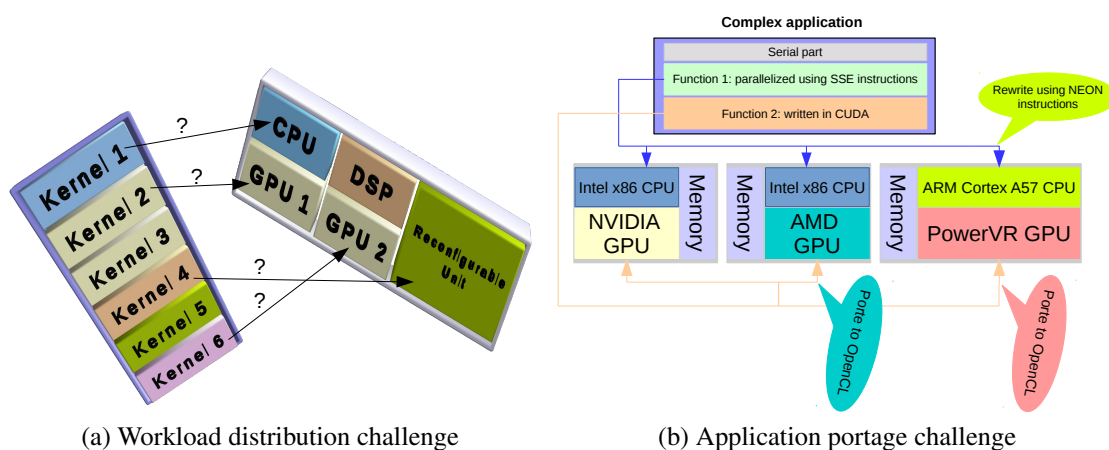 Kernel 1
Kernel 2
Kernel 3
Kernel 4
Kernel 5
Kernel 6
?
?
?
?
CPU
GPU 1
DSP
GPU 2
Reconfigurable
Unit
(a) Workload distribution challenge
Complex application
Serial part
Function 1: parallelized using SSE instructions
Function 2: written in CUDA
Rewrite using NEON
instructions
Intel x86 CPU
NVIDIA
GPU
Memory
Memory
Intel x86 CPU
AMD
GPU
Memory
ARM Cortex A57 CPU
PowerVR GPU
Porte to OpenCL
Porte to OpenCL
(b) Application portage challenge